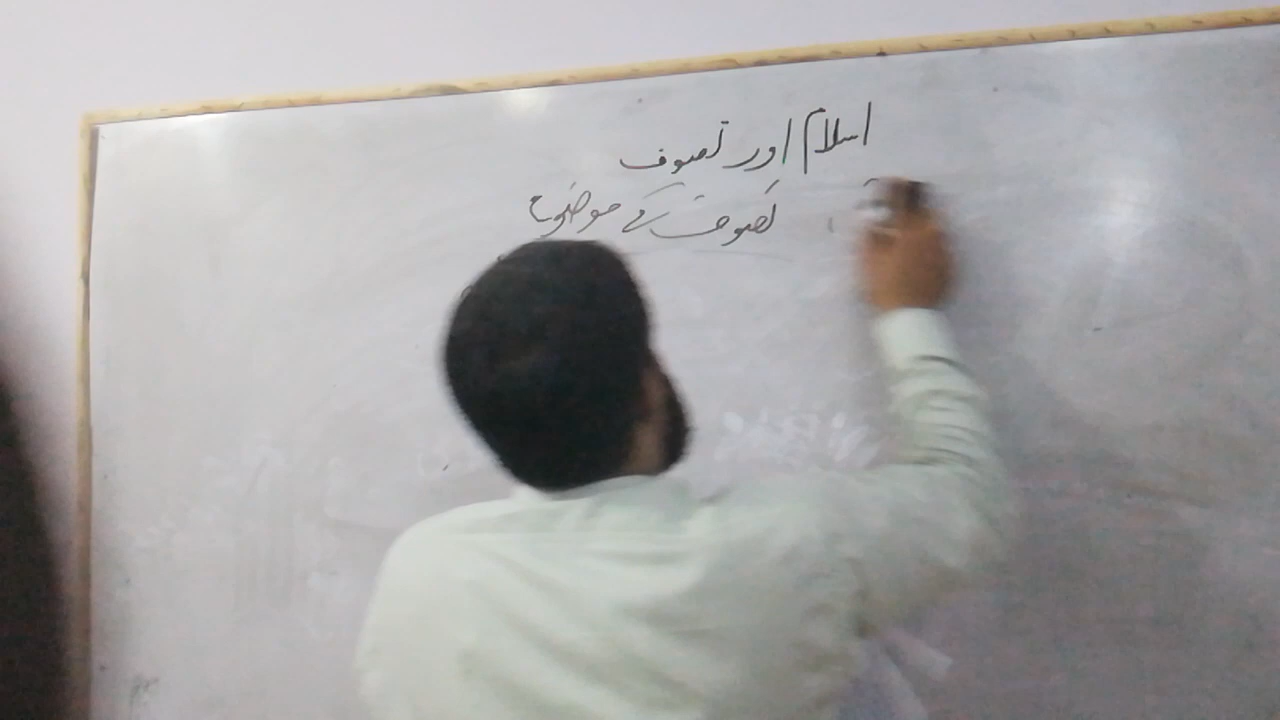 اسلام اور تصوف
تصوف کے موضوع